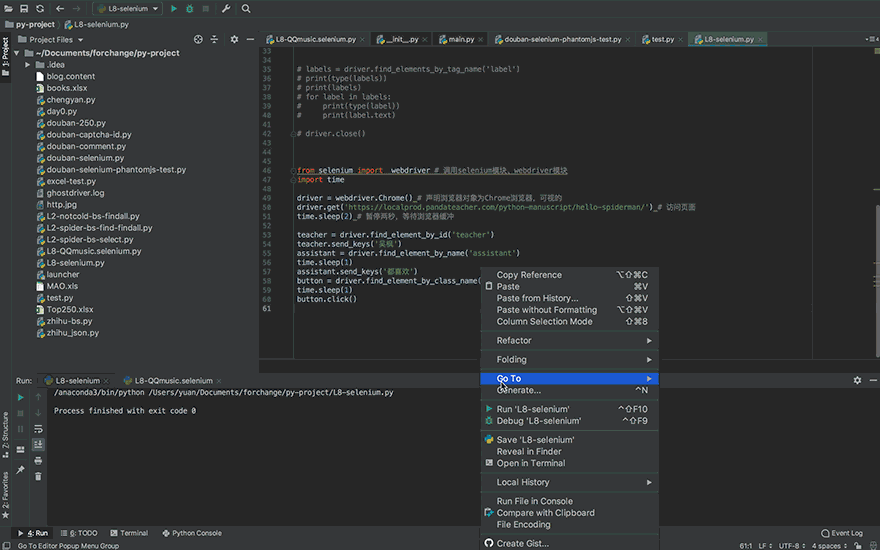 L8-selenium
py-project
L8-selenium.py
1: Project
Project Files
L8-QQmusic.selenium.py
__init__.py
main.py
douban-selenium-phantomjs-test.py
test.py
L8-selenium.py
~/Documents/forchange/py-project
.idea
blog.content
books.xlsx
chengyan.py
day0.py
douban-250.py
douban-captcha-id.py
douban-comment.py
douban-selenium.py
douban-selenium-phantomjs-test.py
excel-test.py
ghostdriver.log
http.jpg
L2-notcold-bs-findall.py
L2-spider-bs-find-findall.py
L2-spider-bs-select.py
L8-QQmusic.selenium.py
L8-selenium.py
launcher
MAO.xls
test.py
Top250.xlsx
zhihu-bs.py
zhihu_json.py
33
34
35 # labels = driver.find_elements_by_tag_name('label')
36 # print(type(labels))
37 # print(labels)
38 # for label in labels:
39 #     print(type(label))
40 #     print(label.text)
41
42 # driver.close()
43
44
45
46 from selenium import  webdriver # 调用selenium模块、webdriver模块
47 import time
48
49 driver = webdriver.Chrome() # 声明浏览器对象为Chrome浏览器，可视的
50 driver.get('https://localprod.pandateacher.com/python-manuscript/hello-spiderman/') # 访问页面
51 time.sleep(2) # 暂停两秒，等待浏览器缓冲
52
53 teacher = driver.find_element_by_id('teacher')
54 teacher.send_keys('吴枫')
55 assistant = driver.find_element_by_name('assistant')
56 time.sleep(1)
57 assistant.send_keys('都喜欢')
58 button = driver.find_element_by_class_name(
59 time.sleep(1)
60 button.click()
61
Copy Reference ⌥⇧⌘C
Paste ⌘V
Paste from History... ⇧⌘V
Paste without Formatting ⌥⇧⌘V
Column Selection Mode ⇧⌘8
Refactor
Folding
Go To
Generate... ^N
Run 'L8-selenium' ^⇧F10
Debug 'L8-selenium' ^⇧F9
Save 'L8-selenium'
Reveal in Finder
Open in Terminal
Local History
Run File in Console
Compare with Clipboard
File Encoding
Create Gist...
Run:
L8-selenium
L8-QQmusic.selenium
/anaconda3/bin/python /Users/yuan/Documents/forchange/py-project/L8-selenium.py
Process finished with exit code 0
7: Structure
2: Favorites
4: Run
6: TODO
Terminal
Python Console
Event Log
Go To Editor Popup Menu Group
61:1
LF
UTF-8
4 spaces